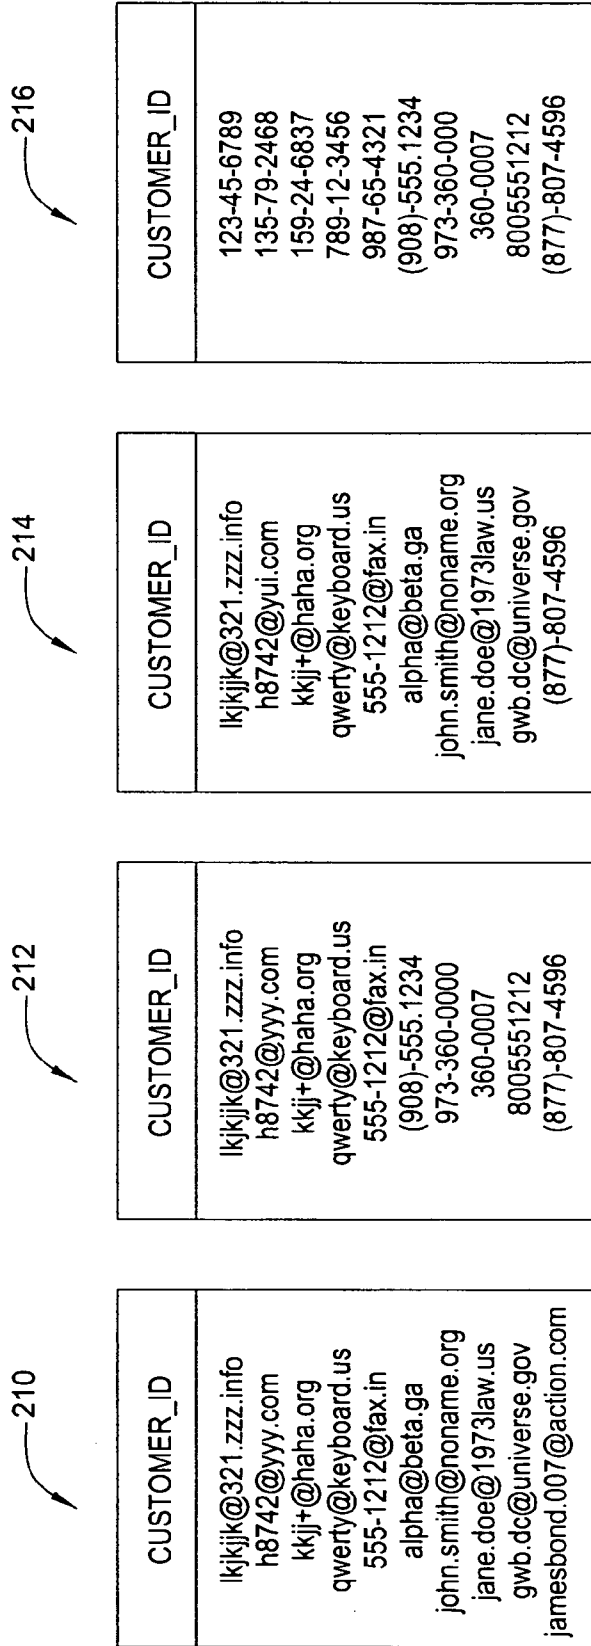 210
CUSTOMER_ID
lkjkjjk@321.zzz.info
h8742@yyy.com
kkjj+@haha.org
qwerty@keyboard.us
555-1212@fax.in
alpha@beta.ga
john.smith@noname.org
jane.doe@1973law.us
gwb.dc@universe.gov
jamesbond.007@action.com
212
CUSTOMER_ID
lkjkjjk@321.zzz.info
h8742@yyy.com
kkjj+@haha.org
qwerty@keyboard.us
555-1212@fax.in
(908)-555.1234
973-360-0000
360-0007
8005551212
(877)-807-4596
214
CUSTOMER_ID
lkjkijjk@321.zzz.info
h8742@yui.com
kkjj+@haha.org
qwerty@keyboard.us
555-1212@fax.in
alpha@beta.ga
john.smith@noname.org
jane.doe@1973law.us
gwb.dc@universe.gov
(877)-807-4596
216
CUSTOMER_ID
123-45-6789
135-79-2468
159-24-6837
789-12-3456
987-65-4321
(908)-555.1234
973-360-000
360-0007
8005551212
(877)-807-4596